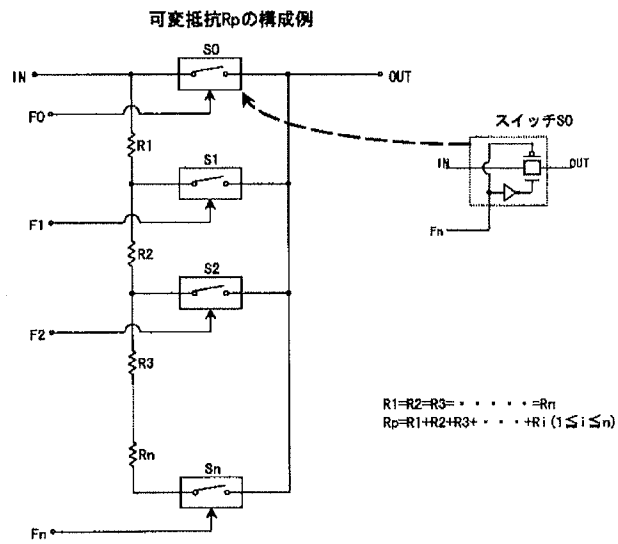 可変抵抗Rpの構成例
S0
IN
OUT
F0
スイッチS0
R1
IN
OUT
S1
F1
Fn
R2
S2
F2
R3
R1=R2=R3=・・・・・・=Rn
Rp=R1+R2+R3+・・・・+Ri(1≦i≦n)
Rn
Sn
Fn